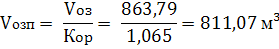 Vозп = Vоз / Кор = 863,79 / 1,065 = 811,07 м³